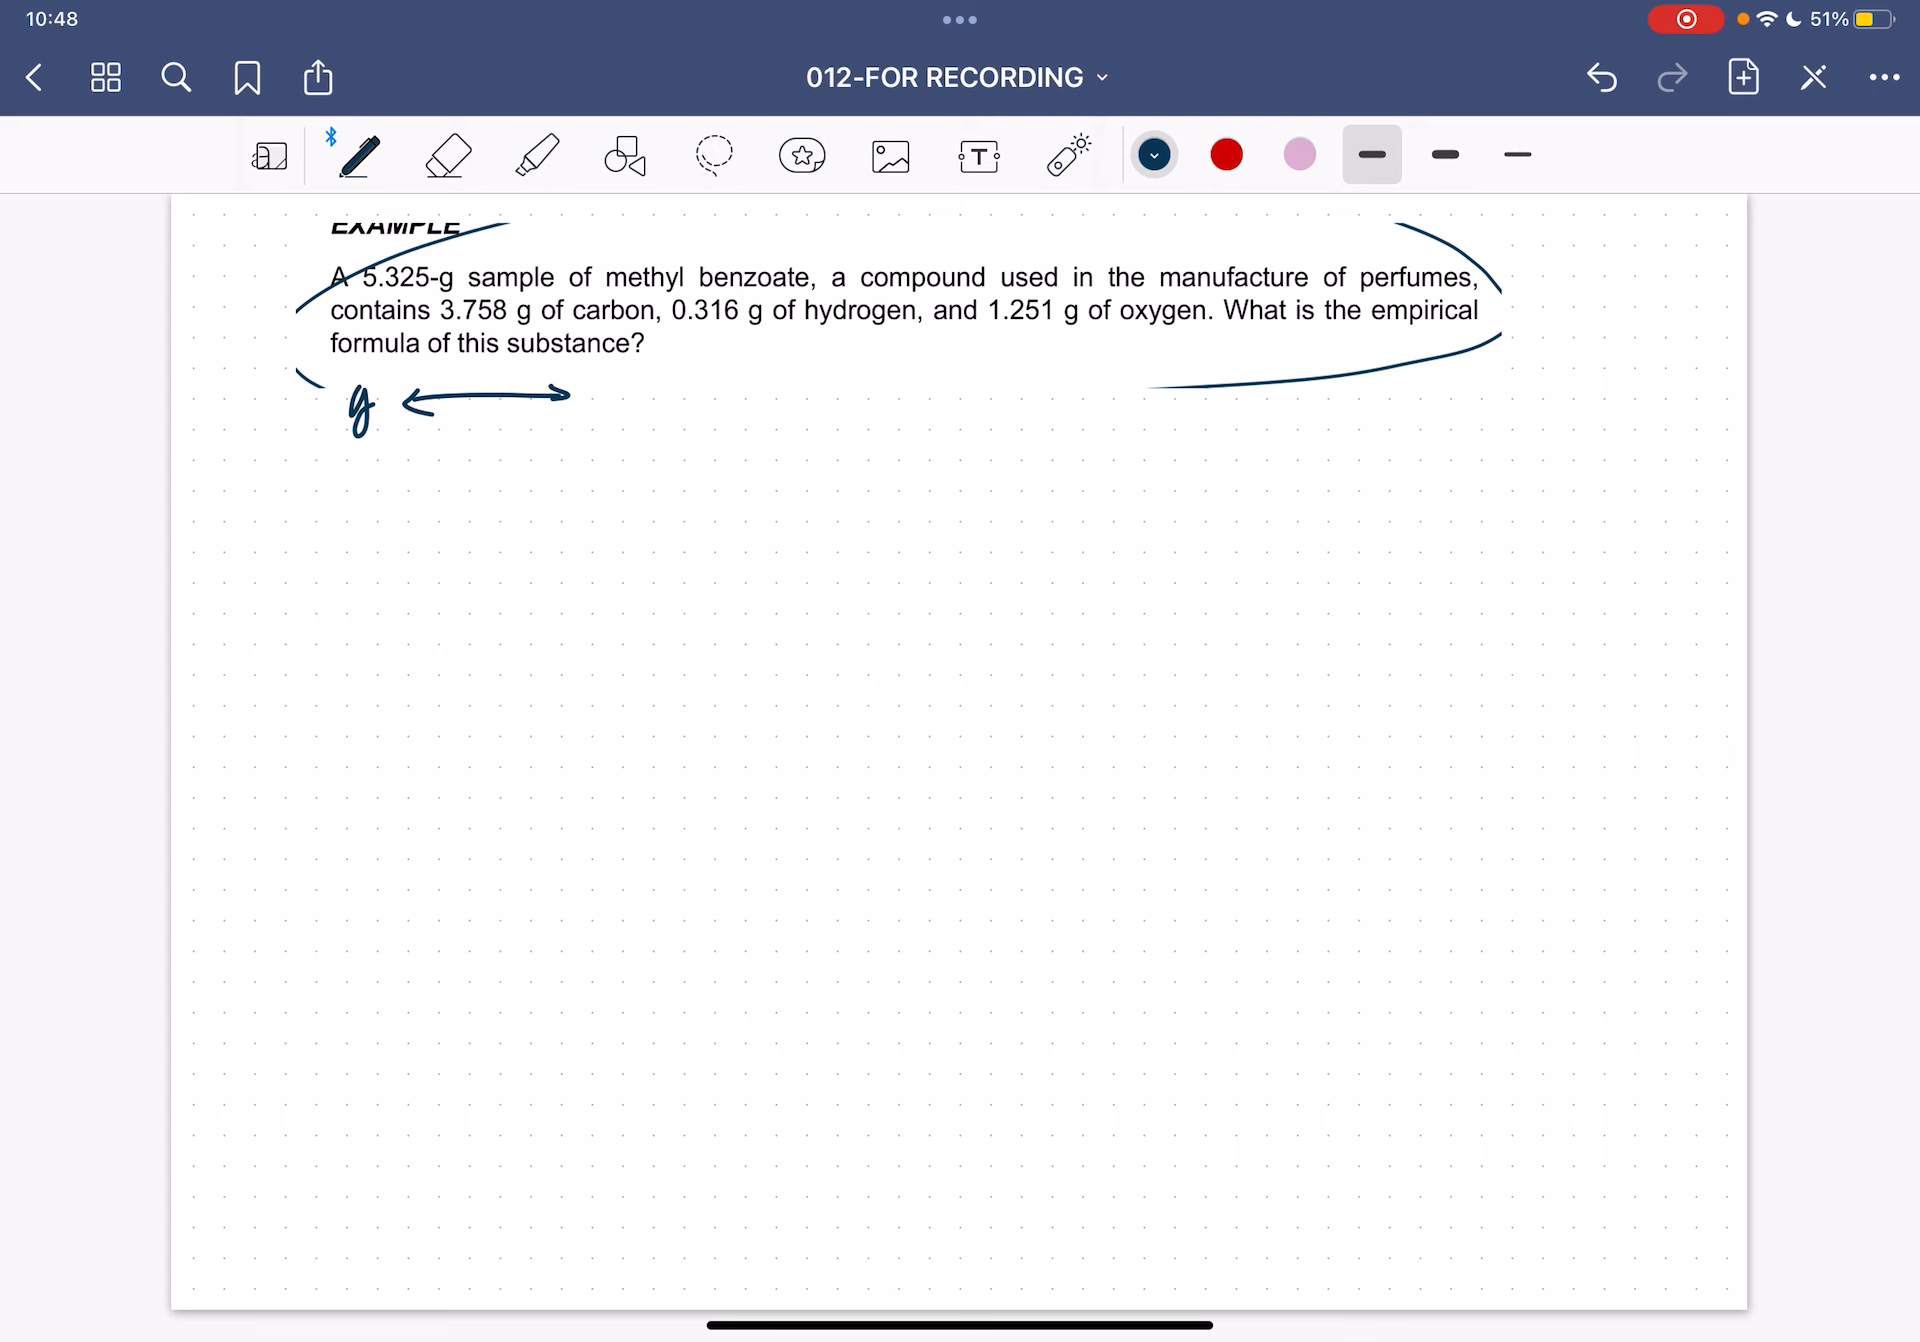 10:48
51%
012-FOR RECORDING
T
EXAMPLE
A 5.325-g sample of methyl benzoate, a compound used in the manufacture of perfumes,
contains 3.758 g of carbon, 0.316 g of hydrogen, and 1.251 g of oxygen. What is the empirical
formula of this substance?
g